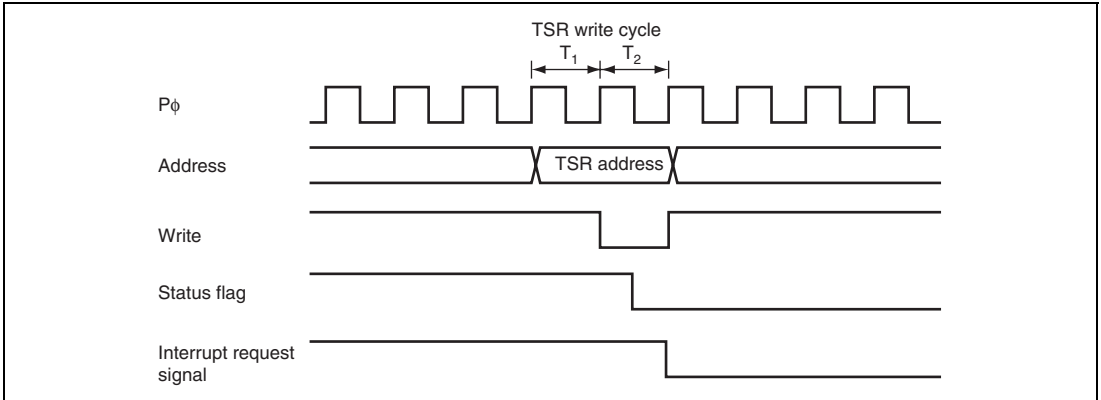 TSR write cycle
T1 T2
Pφ
Address
TSR address
Write
Status flag
Interrupt request
signal